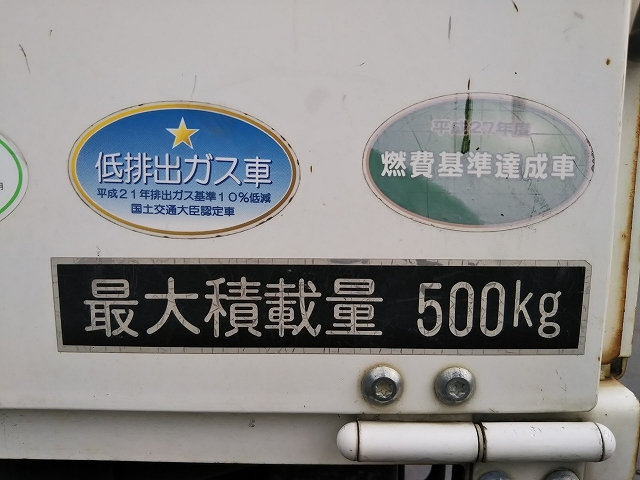 低排出ガス車
平成21年排出ガス基準10%低減
国土交通大臣認定車
平成27年度
燃費基準達成車
最大積載量 500kg
月